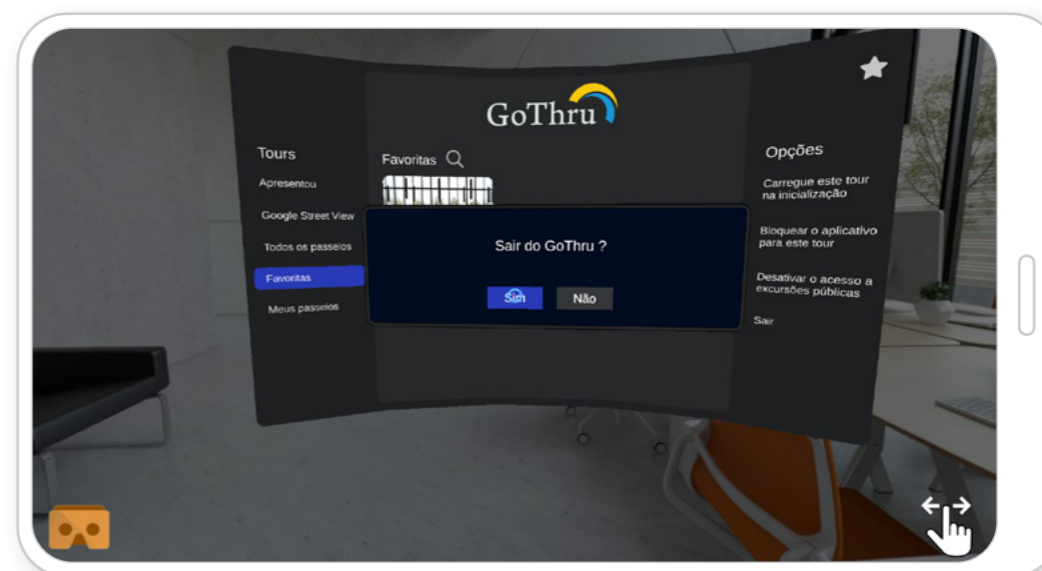 GoThru
Tours
Apresentou
Google Street View
Todos os passeios
Favoritas
Meus passeios
Favoritas
Sair do GoThru ?
Sim
Não
Opções
Carregue este tour
na inicialização
Bloquear o aplicativo
para este tour
Desativar o acesso a
excursões públicas
Sair